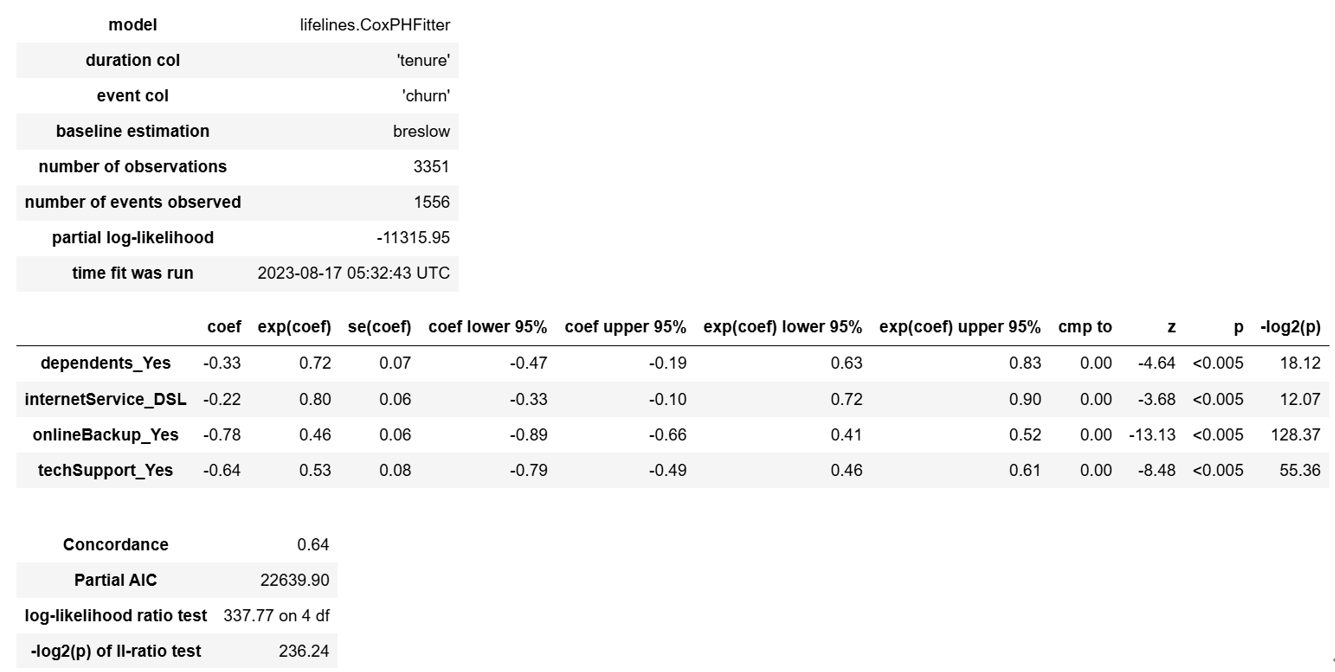 model lifelines.CoxPHFitter
duration col 'tenure'
event col 'churn'
baseline estimation breslow
number of observations 3351
number of events observed 1556
partial log-likelihood -11315.95
time fit was run 2023-08-17 05:32:43 UTC
coef exp(coef) se(coef) coef lower 95% coef upper 95% exp(coef) lower 95% exp(coef) upper 95% cmp to z p -log2(p)
dependents_Yes -0.33 0.72 0.07 -0.47 -0.19 0.63 0.83 0.00 -4.64 <0.005 18.12
internetService_DSL -0.22 0.80 0.06 -0.33 -0.10 0.72 0.90 0.00 -3.68 <0.005 12.07
onlineBackup_Yes -0.78 0.46 0.06 -0.89 -0.66 0.41 0.52 0.00 -13.13 <0.005 128.37
techSupport_Yes -0.64 0.53 0.08 -0.79 -0.49 0.46 0.61 0.00 -8.48 <0.005 55.36
Concordance 0.64
Partial AIC 22639.90
log-likelihood ratio test 337.77 on 4 df
-log2(p) of ll-ratio test 236.24